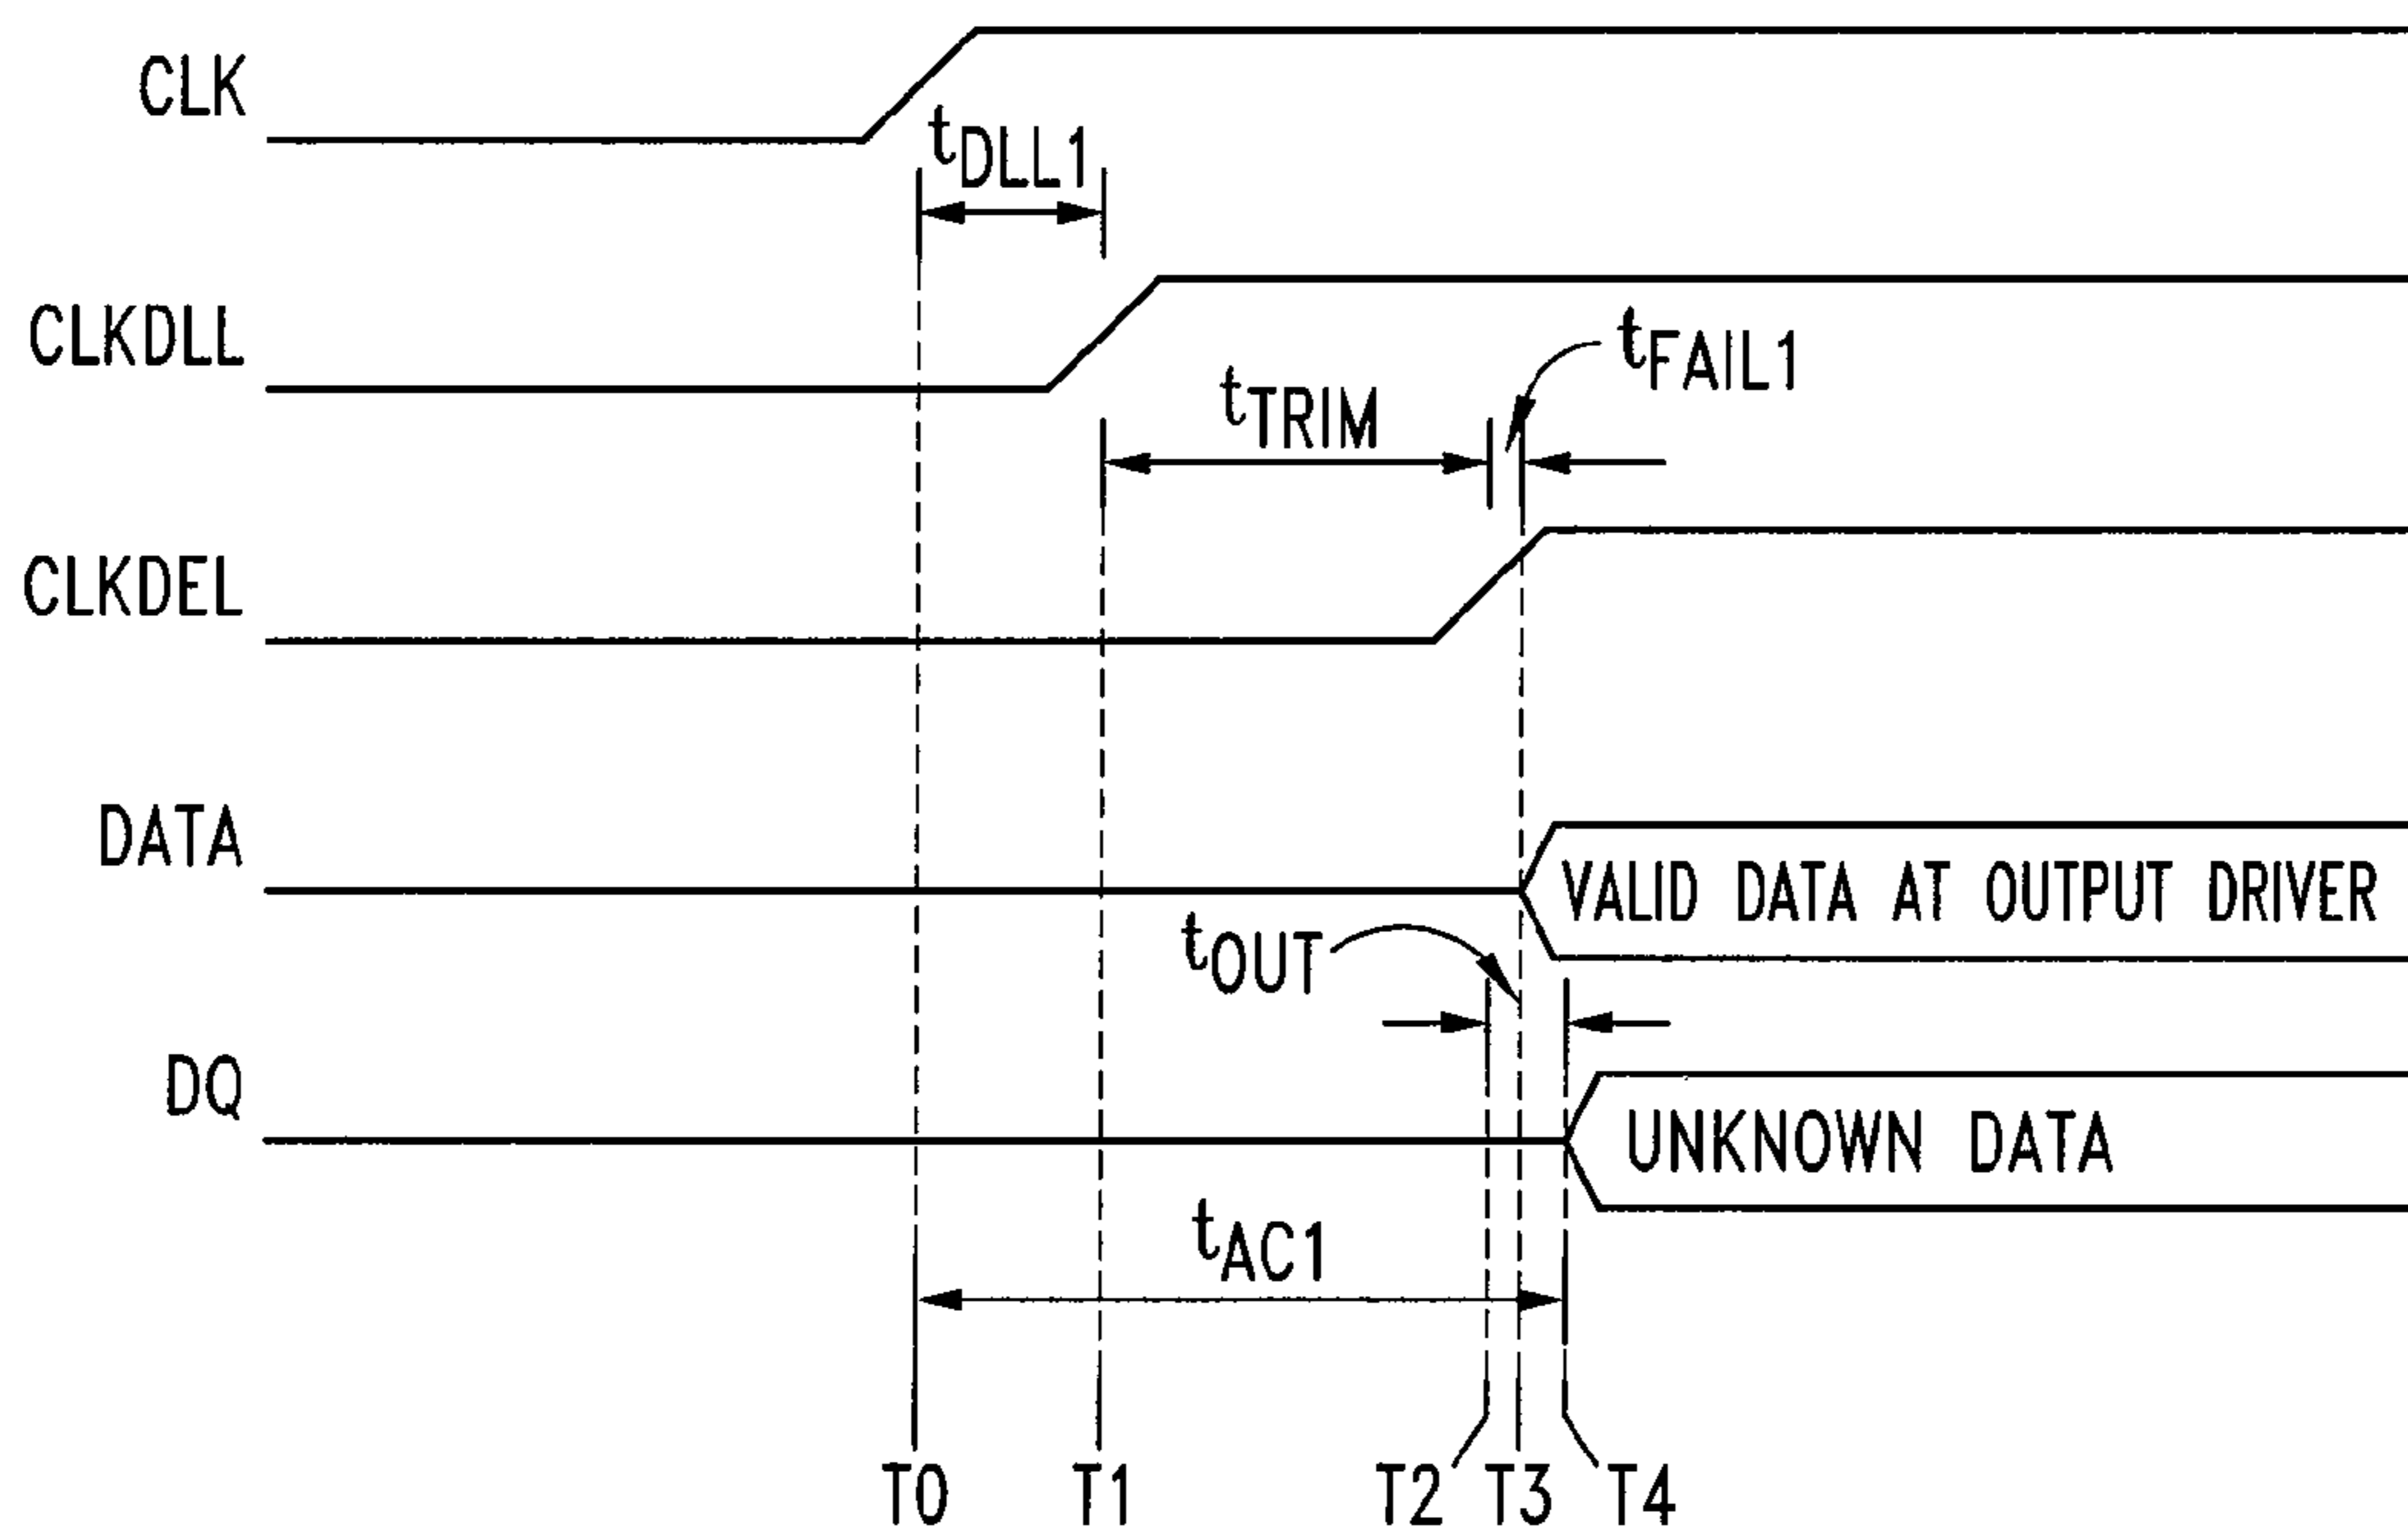 CLK
tDLL1
CLKDLL
tFAIL1
tTRIM
CLKDEL
DATA
VALID DATA AT OUTPUT DRIVER
tOUT
DQ
UNKNOWN DATA
tAC1
T0 T1 T2 T3 T4